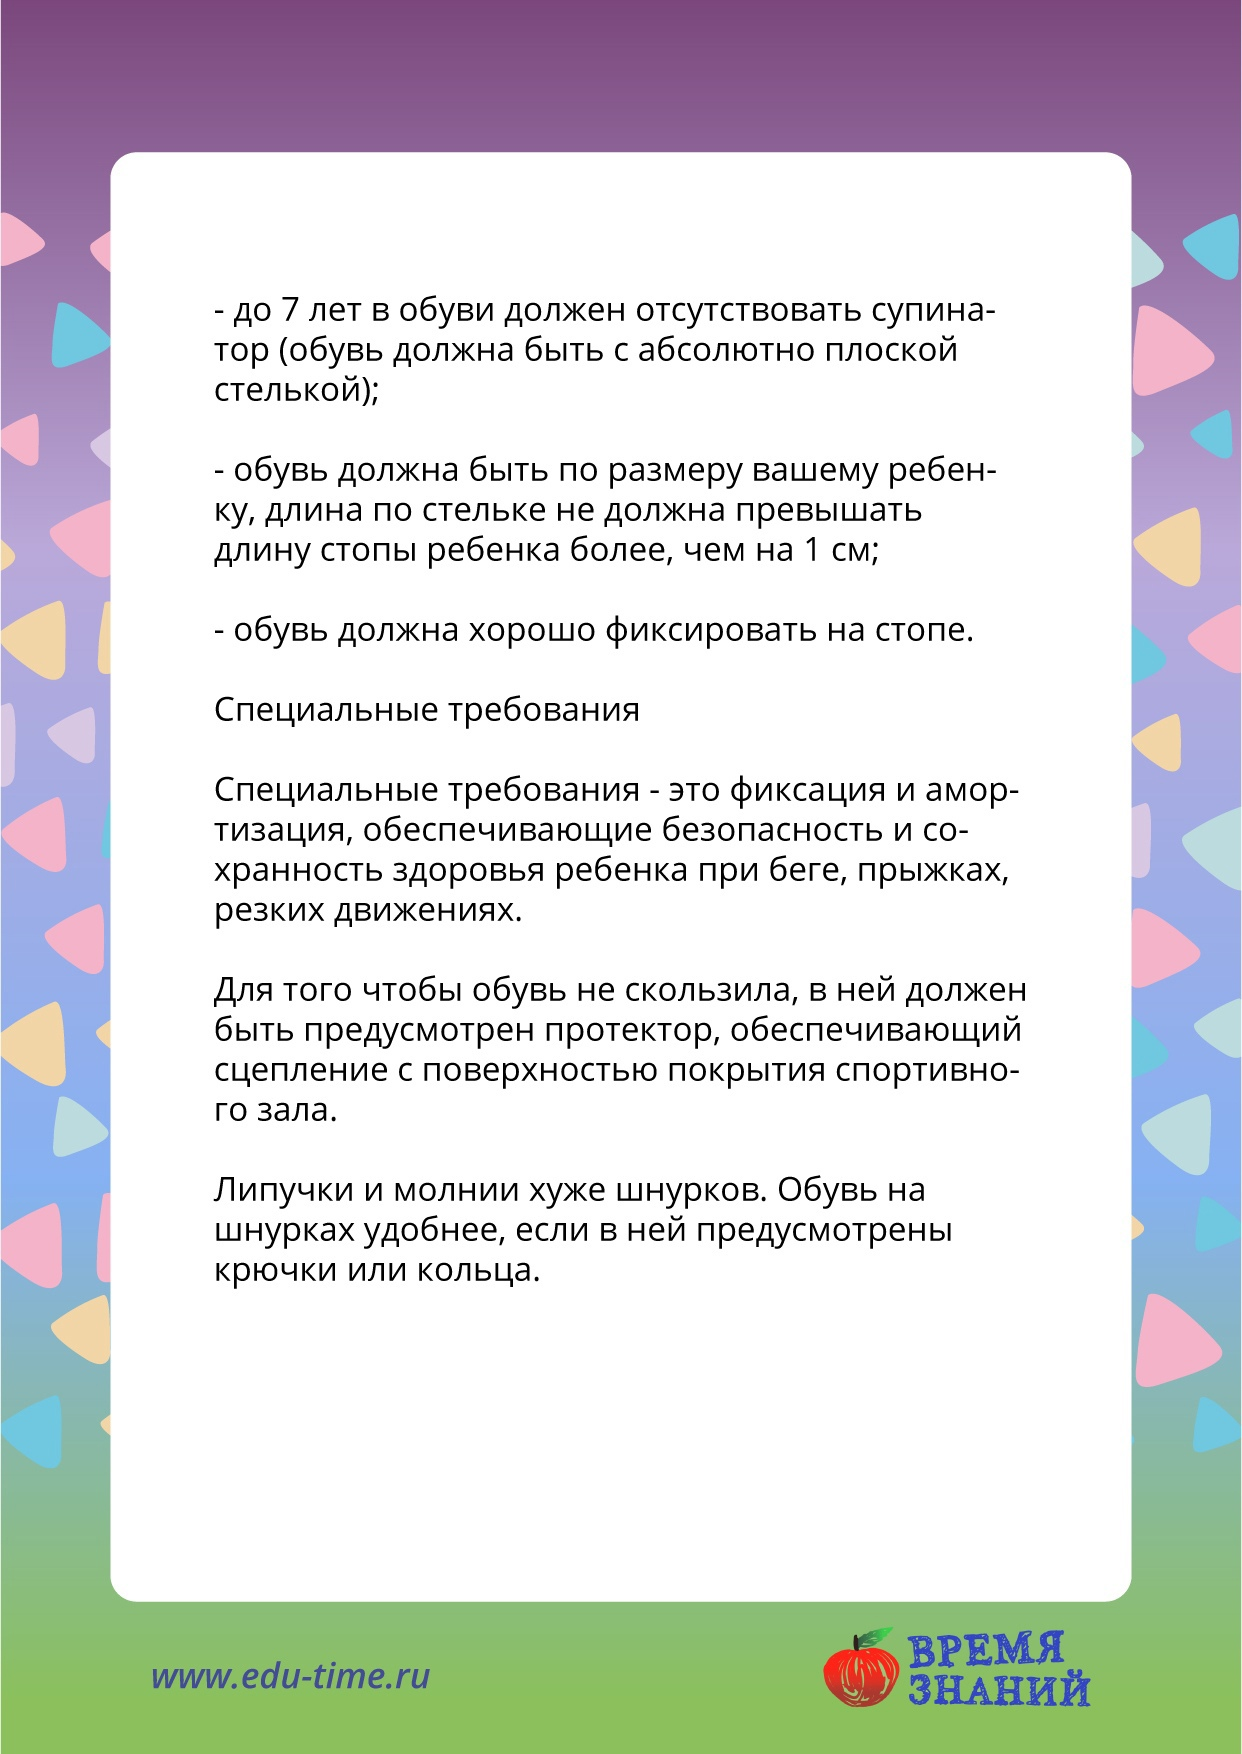 - до 7 лет в обуви должен отсутствовать супина-
тор (обувь должна быть с абсолютно плоской
стелькой);
- обувь должна быть по размеру вашему ребен-
ку, длина по стельке не должна превышать
длину стопы ребенка более, чем на 1 см;
- обувь должна хорошо фиксировать на стопе.
Специальные требования
Специальные требования - это фиксация и амор-
тизация, обеспечивающие безопасность и со-
хранность здоровья ребенка при беге, прыжках,
резких движениях.
Для того чтобы обувь не скользила, в ней должен
быть предусмотрен протектор, обеспечивающий
сцепление с поверхностью покрытия спортивно-
го зала.
Липучки и молнии хуже шнурков. Обувь на
шнурках удобнее, если в ней предусмотрены
крючки или кольца.
www.edu-time.ru
ВРЕМЯ
ЗНАНИЙ